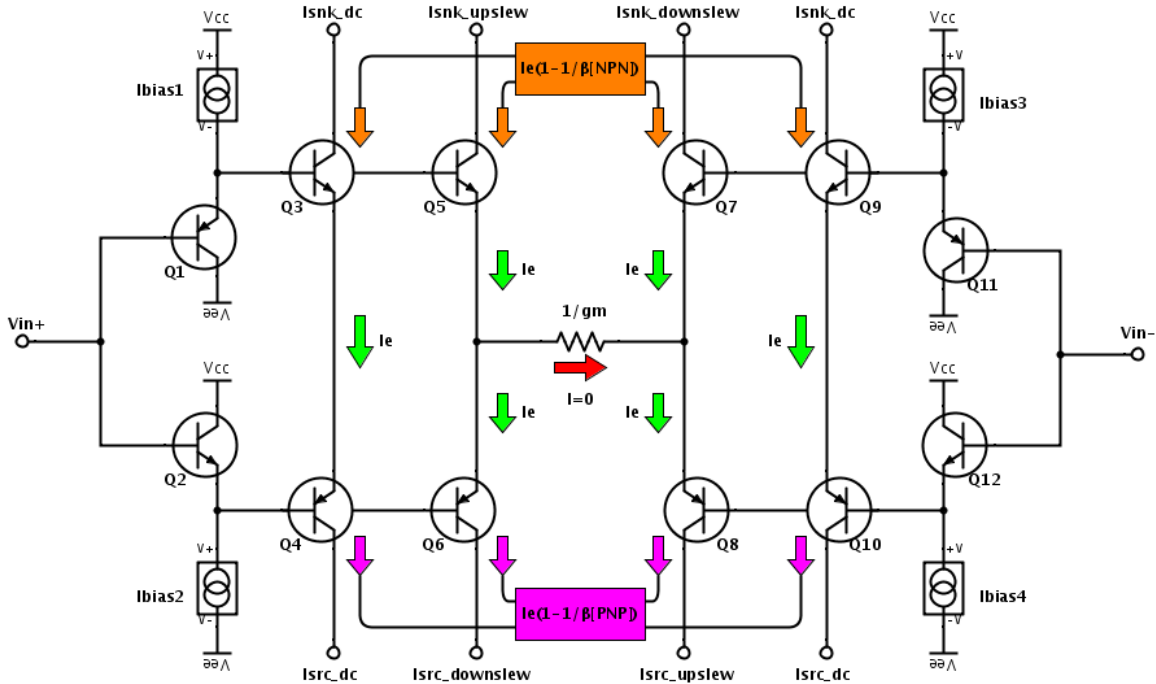 Isnk_dc
Isnk_upslew
Isnk_downslew
Isnk_dc
Vcc
Vcc
V+
Ie(1-1/β[NPN])
+V
Ibias1
Ibias3
V-
-V
Q3
Q5
Q7
Q9
Q1
Q11
Vee
Ie
Ie
Vee
Vin+
1/gm
Vin-
Ie
Ie
Vcc
I=0
Vcc
Ie
Ie
Q2
Q12
Q4
Q6
Q8
Q10
V+
+V
Ibias2
Ie(1-1/β[PNP])
Ibias4
V-
-V
Vee
Vee
Isrc_dc
Isrc_downslew
Isrc_upslew
Isrc_dc